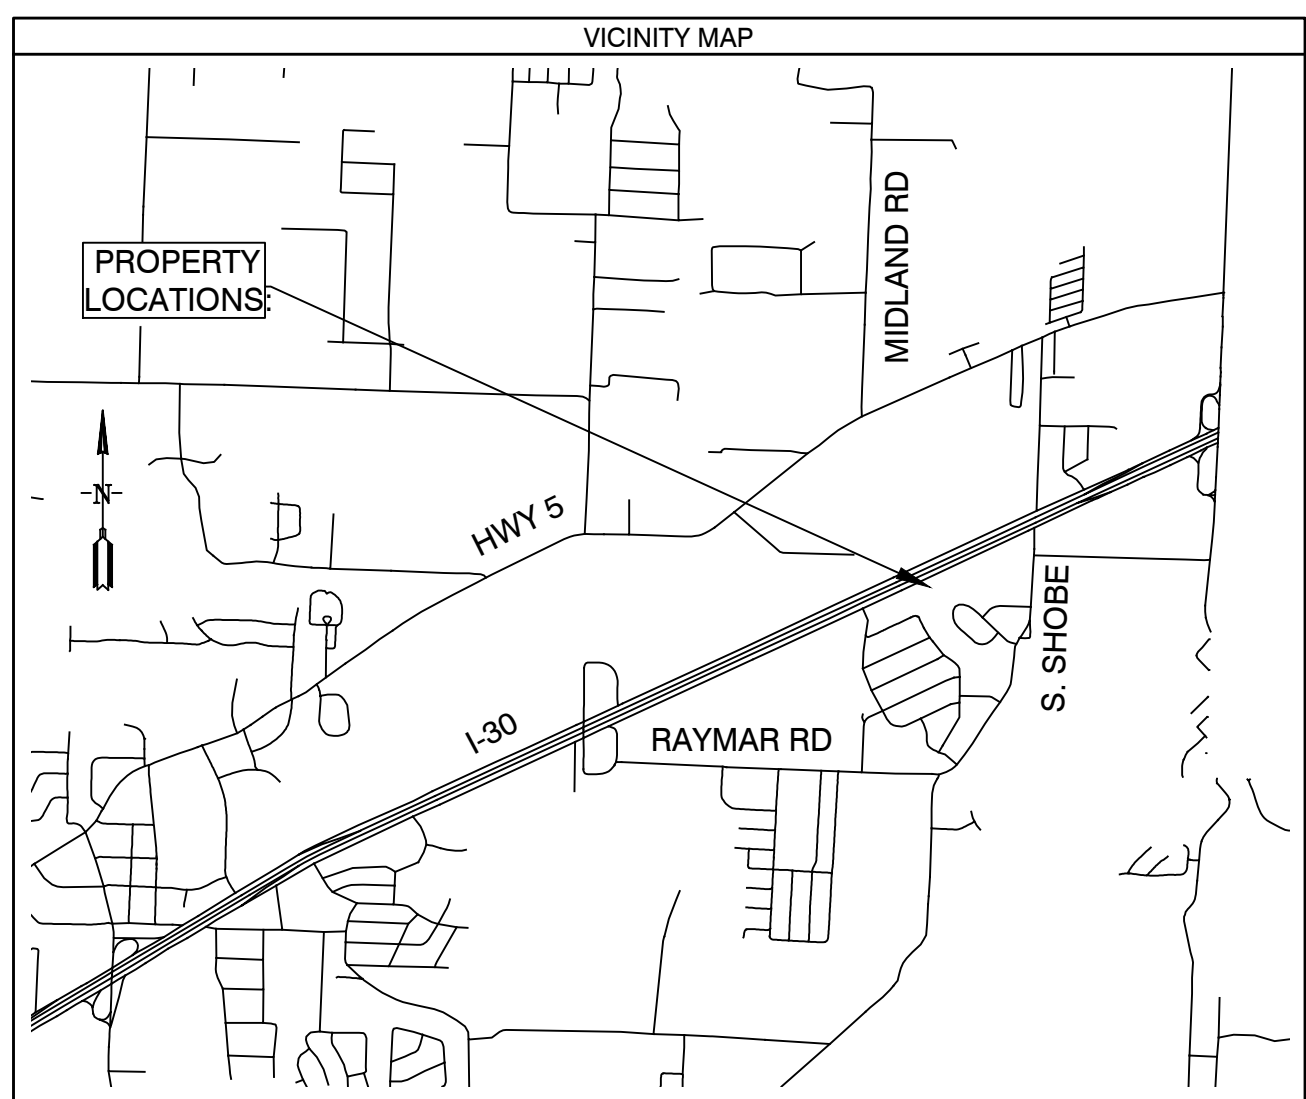 VICINITY MAP
MIDLAND RD
PROPERTY
LOCATIONS:
-N-
HWY 5
S. SHOBE
I-30
RAYMAR RD